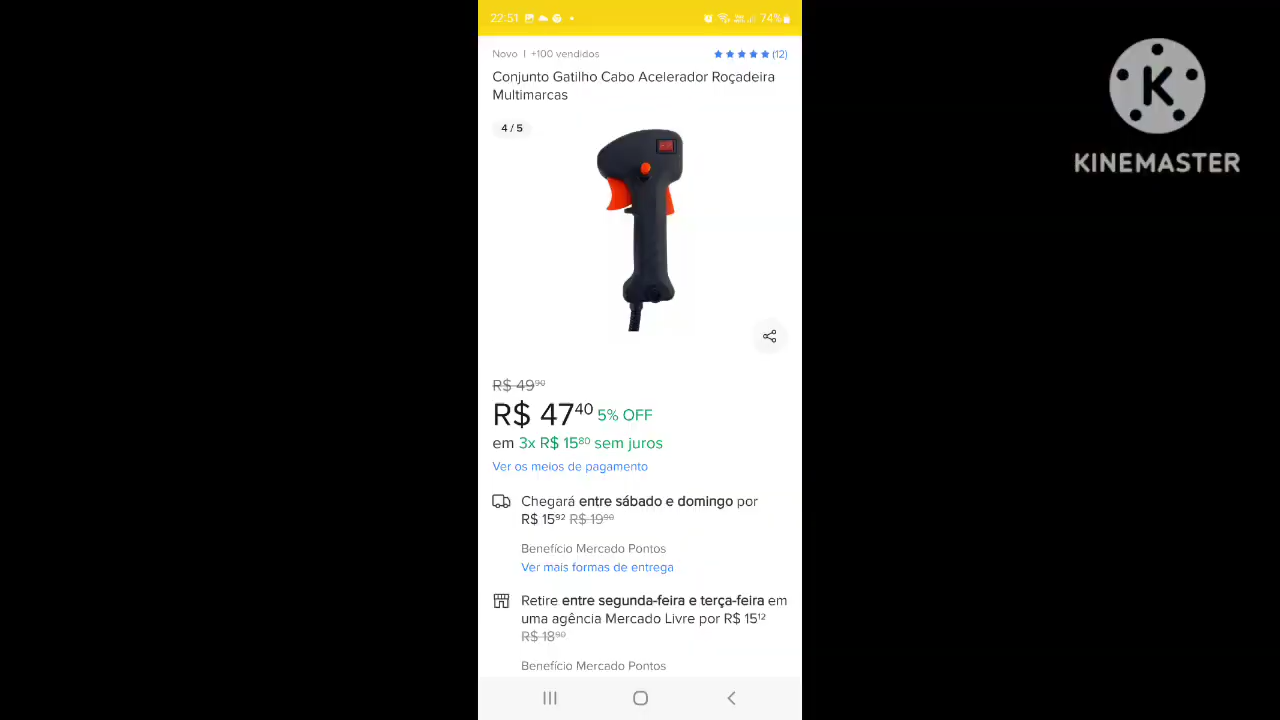 22:51
74%
Novo | +100 vendidos
(12)
Conjunto Gatilho Cabo Acelerador Roçadeira
Multimarcas
4 / 5
K
KINEMASTER
R$ 49⁹⁰
R$ 47⁴⁰ 5% OFF
em 3x R$ 15⁸⁰ sem juros
Ver os meios de pagamento
Chegará entre sábado e domingo por
R$ 15⁹² R$ 19⁹⁰
Benefício Mercado Pontos
Ver mais formas de entrega
Retire entre segunda-feira e terça-feira em
uma agência Mercado Livre por R$ 15¹²
R$ 18⁹⁰
Benefício Mercado Pontos